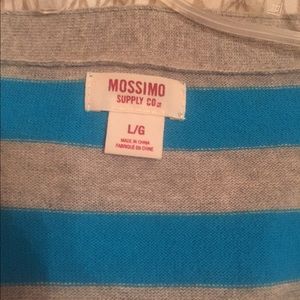 MOSSIMO
SUPPLY CO.
L/G
MADE IN CHINA
FABRIQUÉ EN CHINE